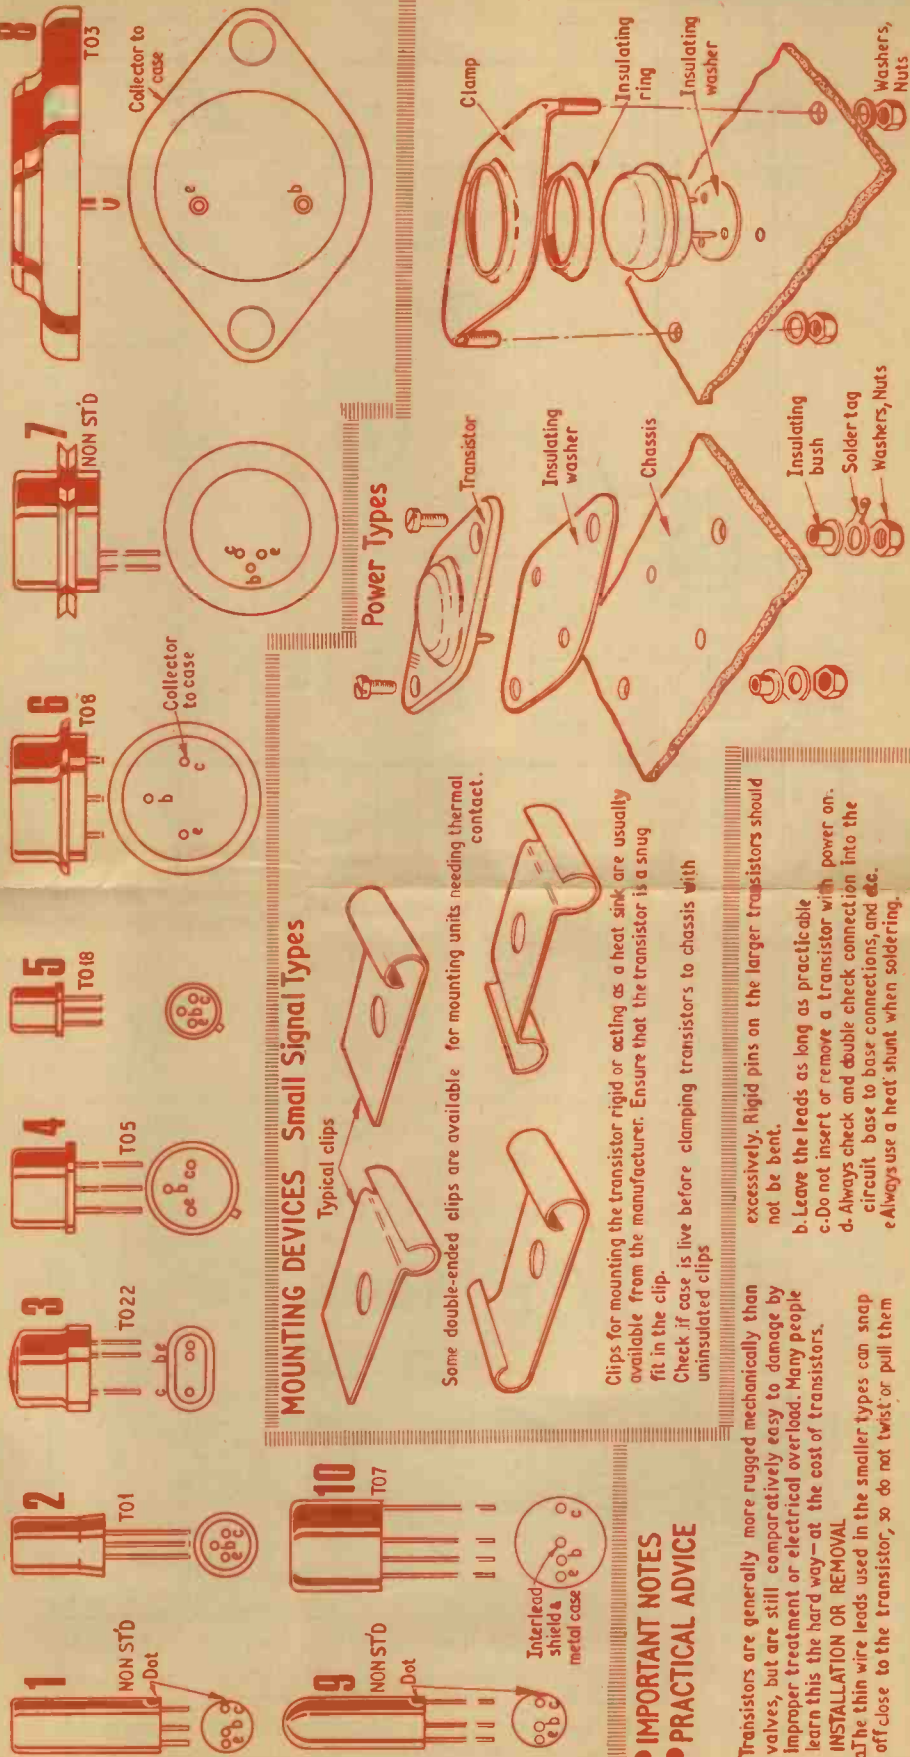 1
NON ST'D
Dot
e b c
2
TO1
e b c
3
TO22
c b e
4
TO5
e b c
5
TO18
e b c
6
TO8
b
e
c
Collector
to case
7
NON ST'D
b c e
8
TO3
Collector to
case
e
b
9
NON ST'D
Dot
e b c
10
TO7
Interlead
shield &
metal case
e b c
MOUNTING DEVICES Small Signal Types
Typical clips
Some double-ended clips are available for mounting units needing thermal
contact.
Clips for mounting the transistor rigid or acting as a heat sink are usually
available from the manufacturer. Ensure that the transistor is a snug
fit in the clip.
Check if case is live before clamping transistors to chassis with
uninsulated clips
Power Types
Transistor
Insulating
washer
Chassis
Insulating
bush
Solder tag
Washers, Nuts
Clamp
Insulating
ring
Insulating
washer
Washers,
Nuts
IMPORTANT NOTES
PRACTICAL ADVICE
Transistors are generally more rugged mechanically than
valves, but are still comparatively easy to damage by
improper treatment or electrical overload. Many people
learn this the hard way—at the cost of transistors.
INSTALLATION OR REMOVAL
a The thin wire leads used in the smaller types can snap
off close to the transistor, so do not twist or pull them
excessively. Rigid pins on the larger transistors should
not be bent.
b. Leave the leads as long as practicable
c. Do not insert or remove a transistor with power on.
d. Always check and double check connection into the
circuit base to base connections, and etc.
e Always use a heat shunt when soldering.